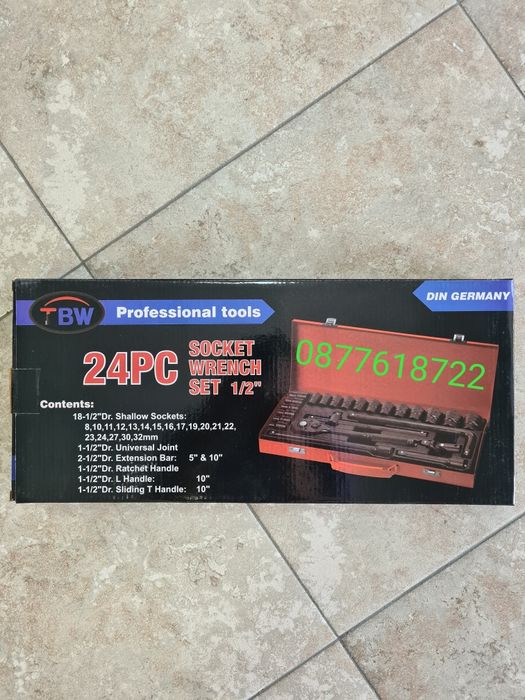 TBW
Professional tools
DIN GERMANY
24PC SOCKET
WRENCH
SET 1/2"
0877618722
Contents:
18-1/2"Dr. Shallow Sockets:
8,10,11,12,13,14,15,16,17,19,20,21,22,
23,24,27,30,32mm
1-1/2"Dr. Universal Joint
2-1/2"Dr. Extension Bar: 5" & 10"
1-1/2"Dr. Ratchet Handle
1-1/2"Dr. L Handle: 10"
1-1/2"Dr. Sliding T Handle: 10"